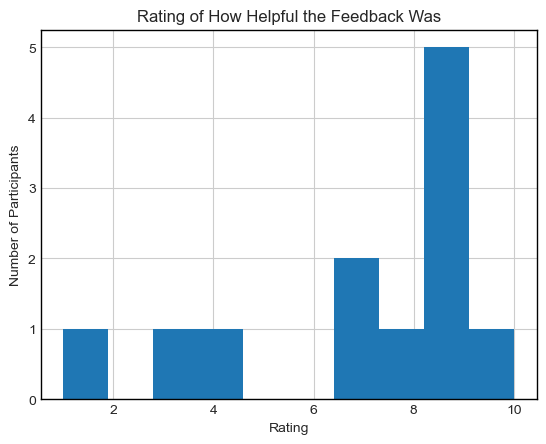 Rating of How Helpful the Feedback Was
5
4
3
2
1
0
Number of Participants
2 4 6 8 10
Rating